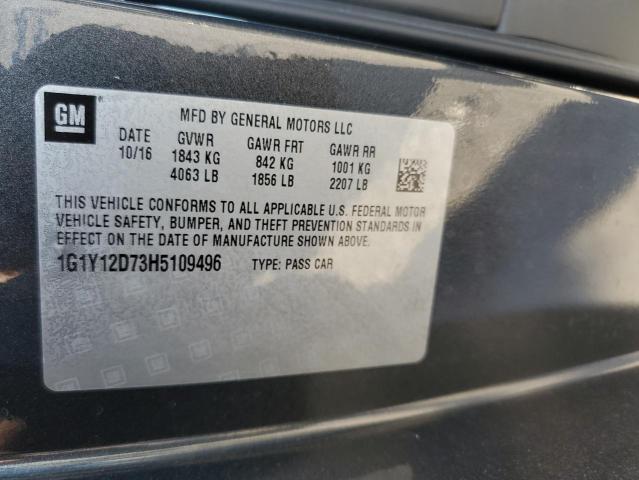 GM
MFD BY GENERAL MOTORS LLC
DATE GVWR GAWR FRT GAWR RR
10/16 1843 KG 842 KG 1001 KG
4063 LB 1856 LB 2207 LB
THIS VEHICLE CONFORMS TO ALL APPLICABLE U.S. FEDERAL MOTOR
VEHICLE SAFETY, BUMPER, AND THEFT PREVENTION STANDARDS IN
EFFECT ON THE DATE OF MANUFACTURE SHOWN ABOVE.
1G1Y12D73H5109496 TYPE: PASS CAR